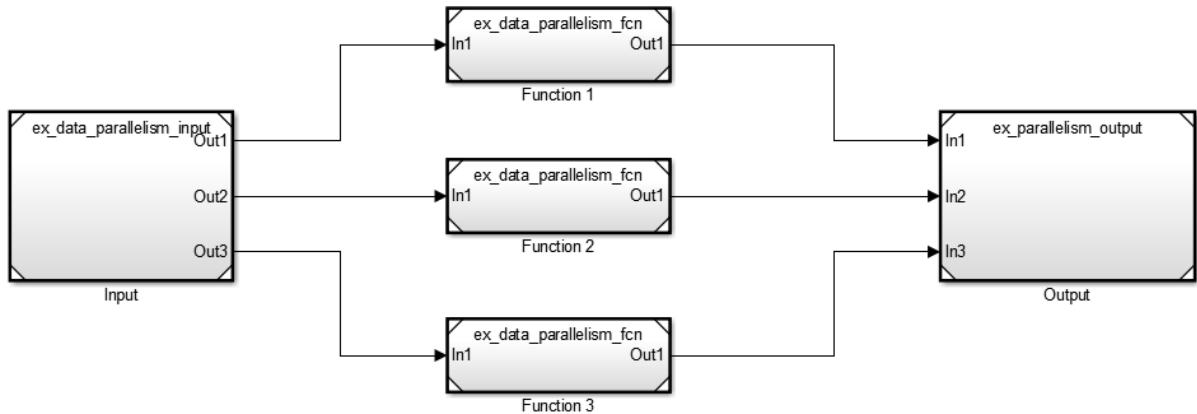 ex_data_parallelism_fcn
In1 Out1
Function 1
ex_data_parallelism_input
Out1
Out2
Out3
Input
ex_data_parallelism_fcn
In1 Out1
Function 2
ex_data_parallelism_fcn
In1 Out1
Function 3
ex_parallelism_output
In1
In2
In3
Output